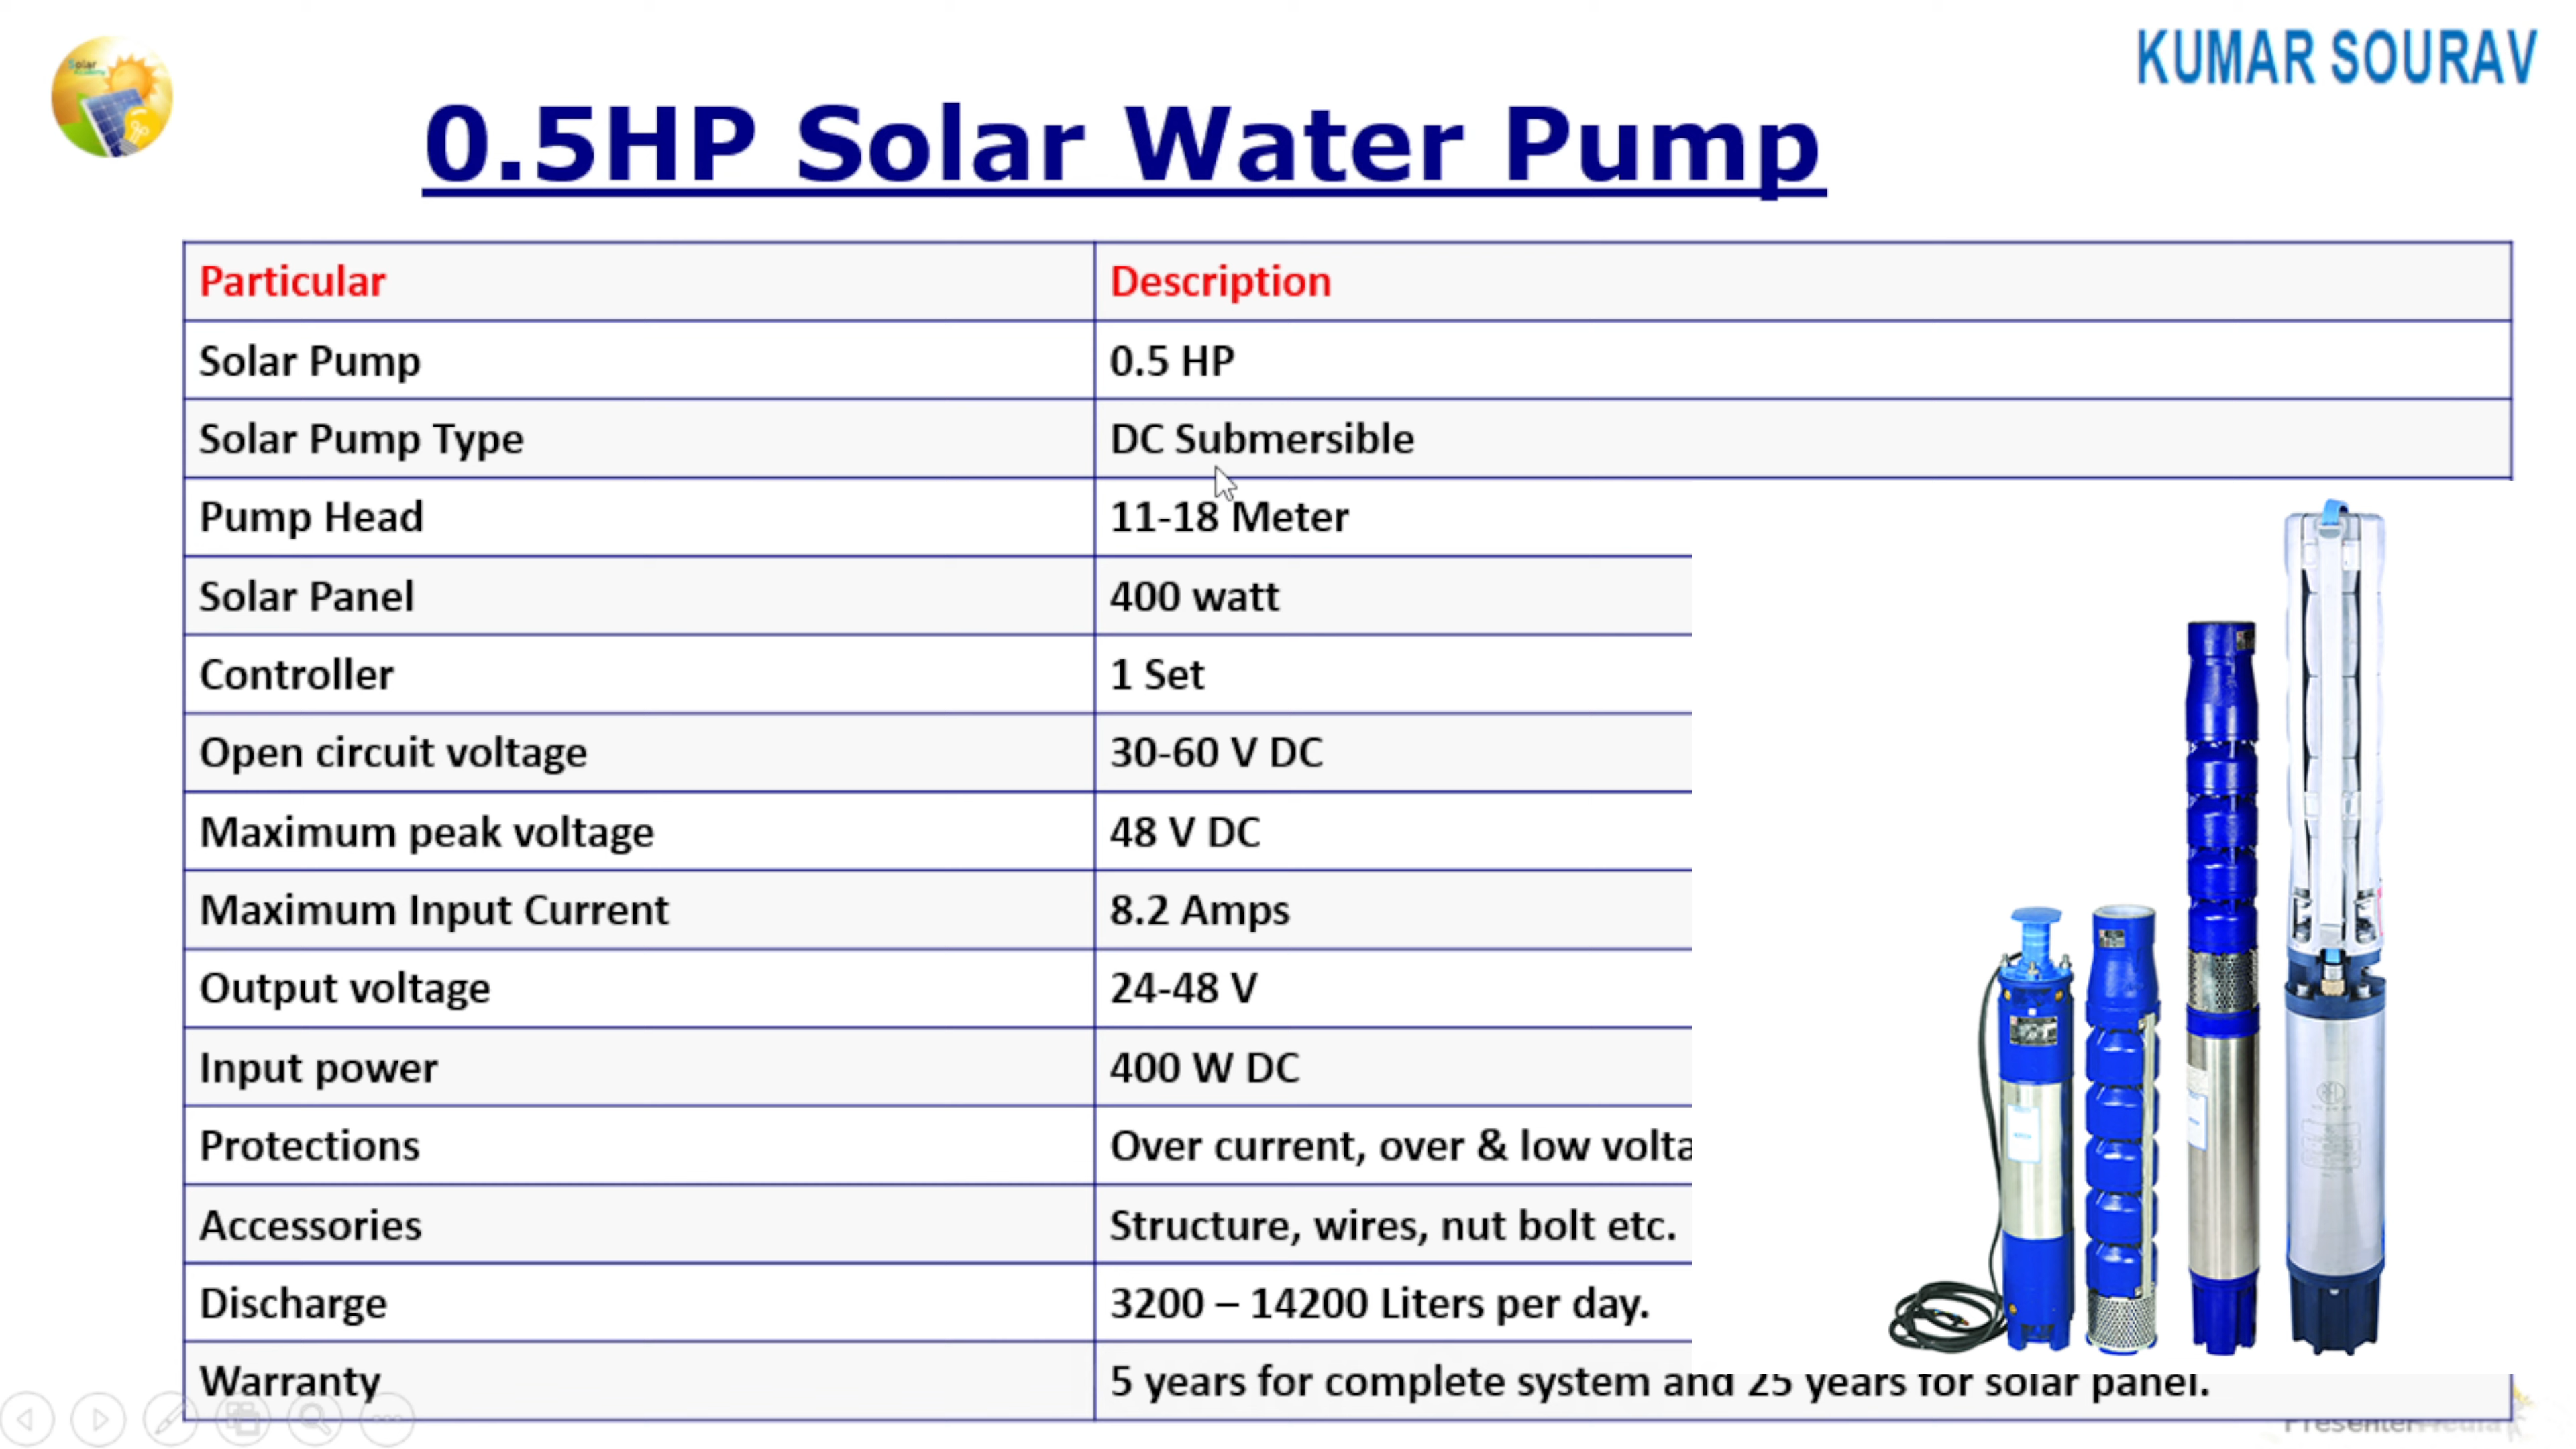 KUMAR SOURAV
Solar
0.5HP Solar Water Pump
Particular Description
Solar Pump 0.5 HP
Solar Pump Type DC Submersible
Pump Head 11-18 Meter
Solar Panel 400 watt
Controller 1 Set
Open circuit voltage 30-60 V DC
Maximum peak voltage 48 V DC
Maximum Input Current 8.2 Amps
Output voltage 24-48 V
Input power 400 W DC
Protections Over current, over & low volta
Accessories Structure, wires, nut bolt etc.
Discharge 3200 – 14200 Liters per day.
Warranty 5 years for complete system and 25 years for solar panel.
PresenterMedia